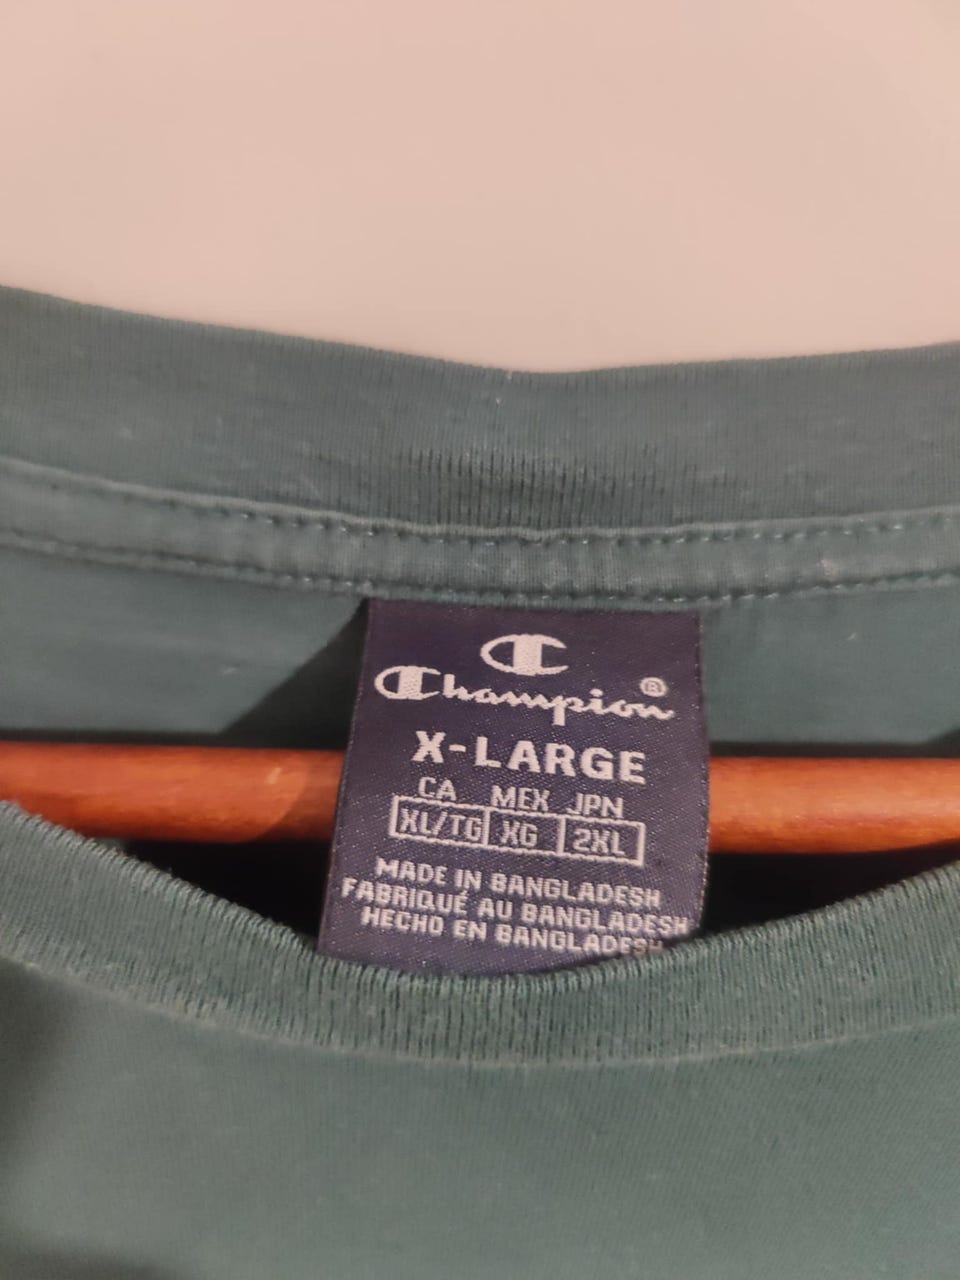 C
Champion®
X-LARGE
CA MEX JPN
XL/TG XG 2XL
MADE IN BANGLADESH
FABRIQUÉ AU BANGLADESH
HECHO EN BANGLADESH